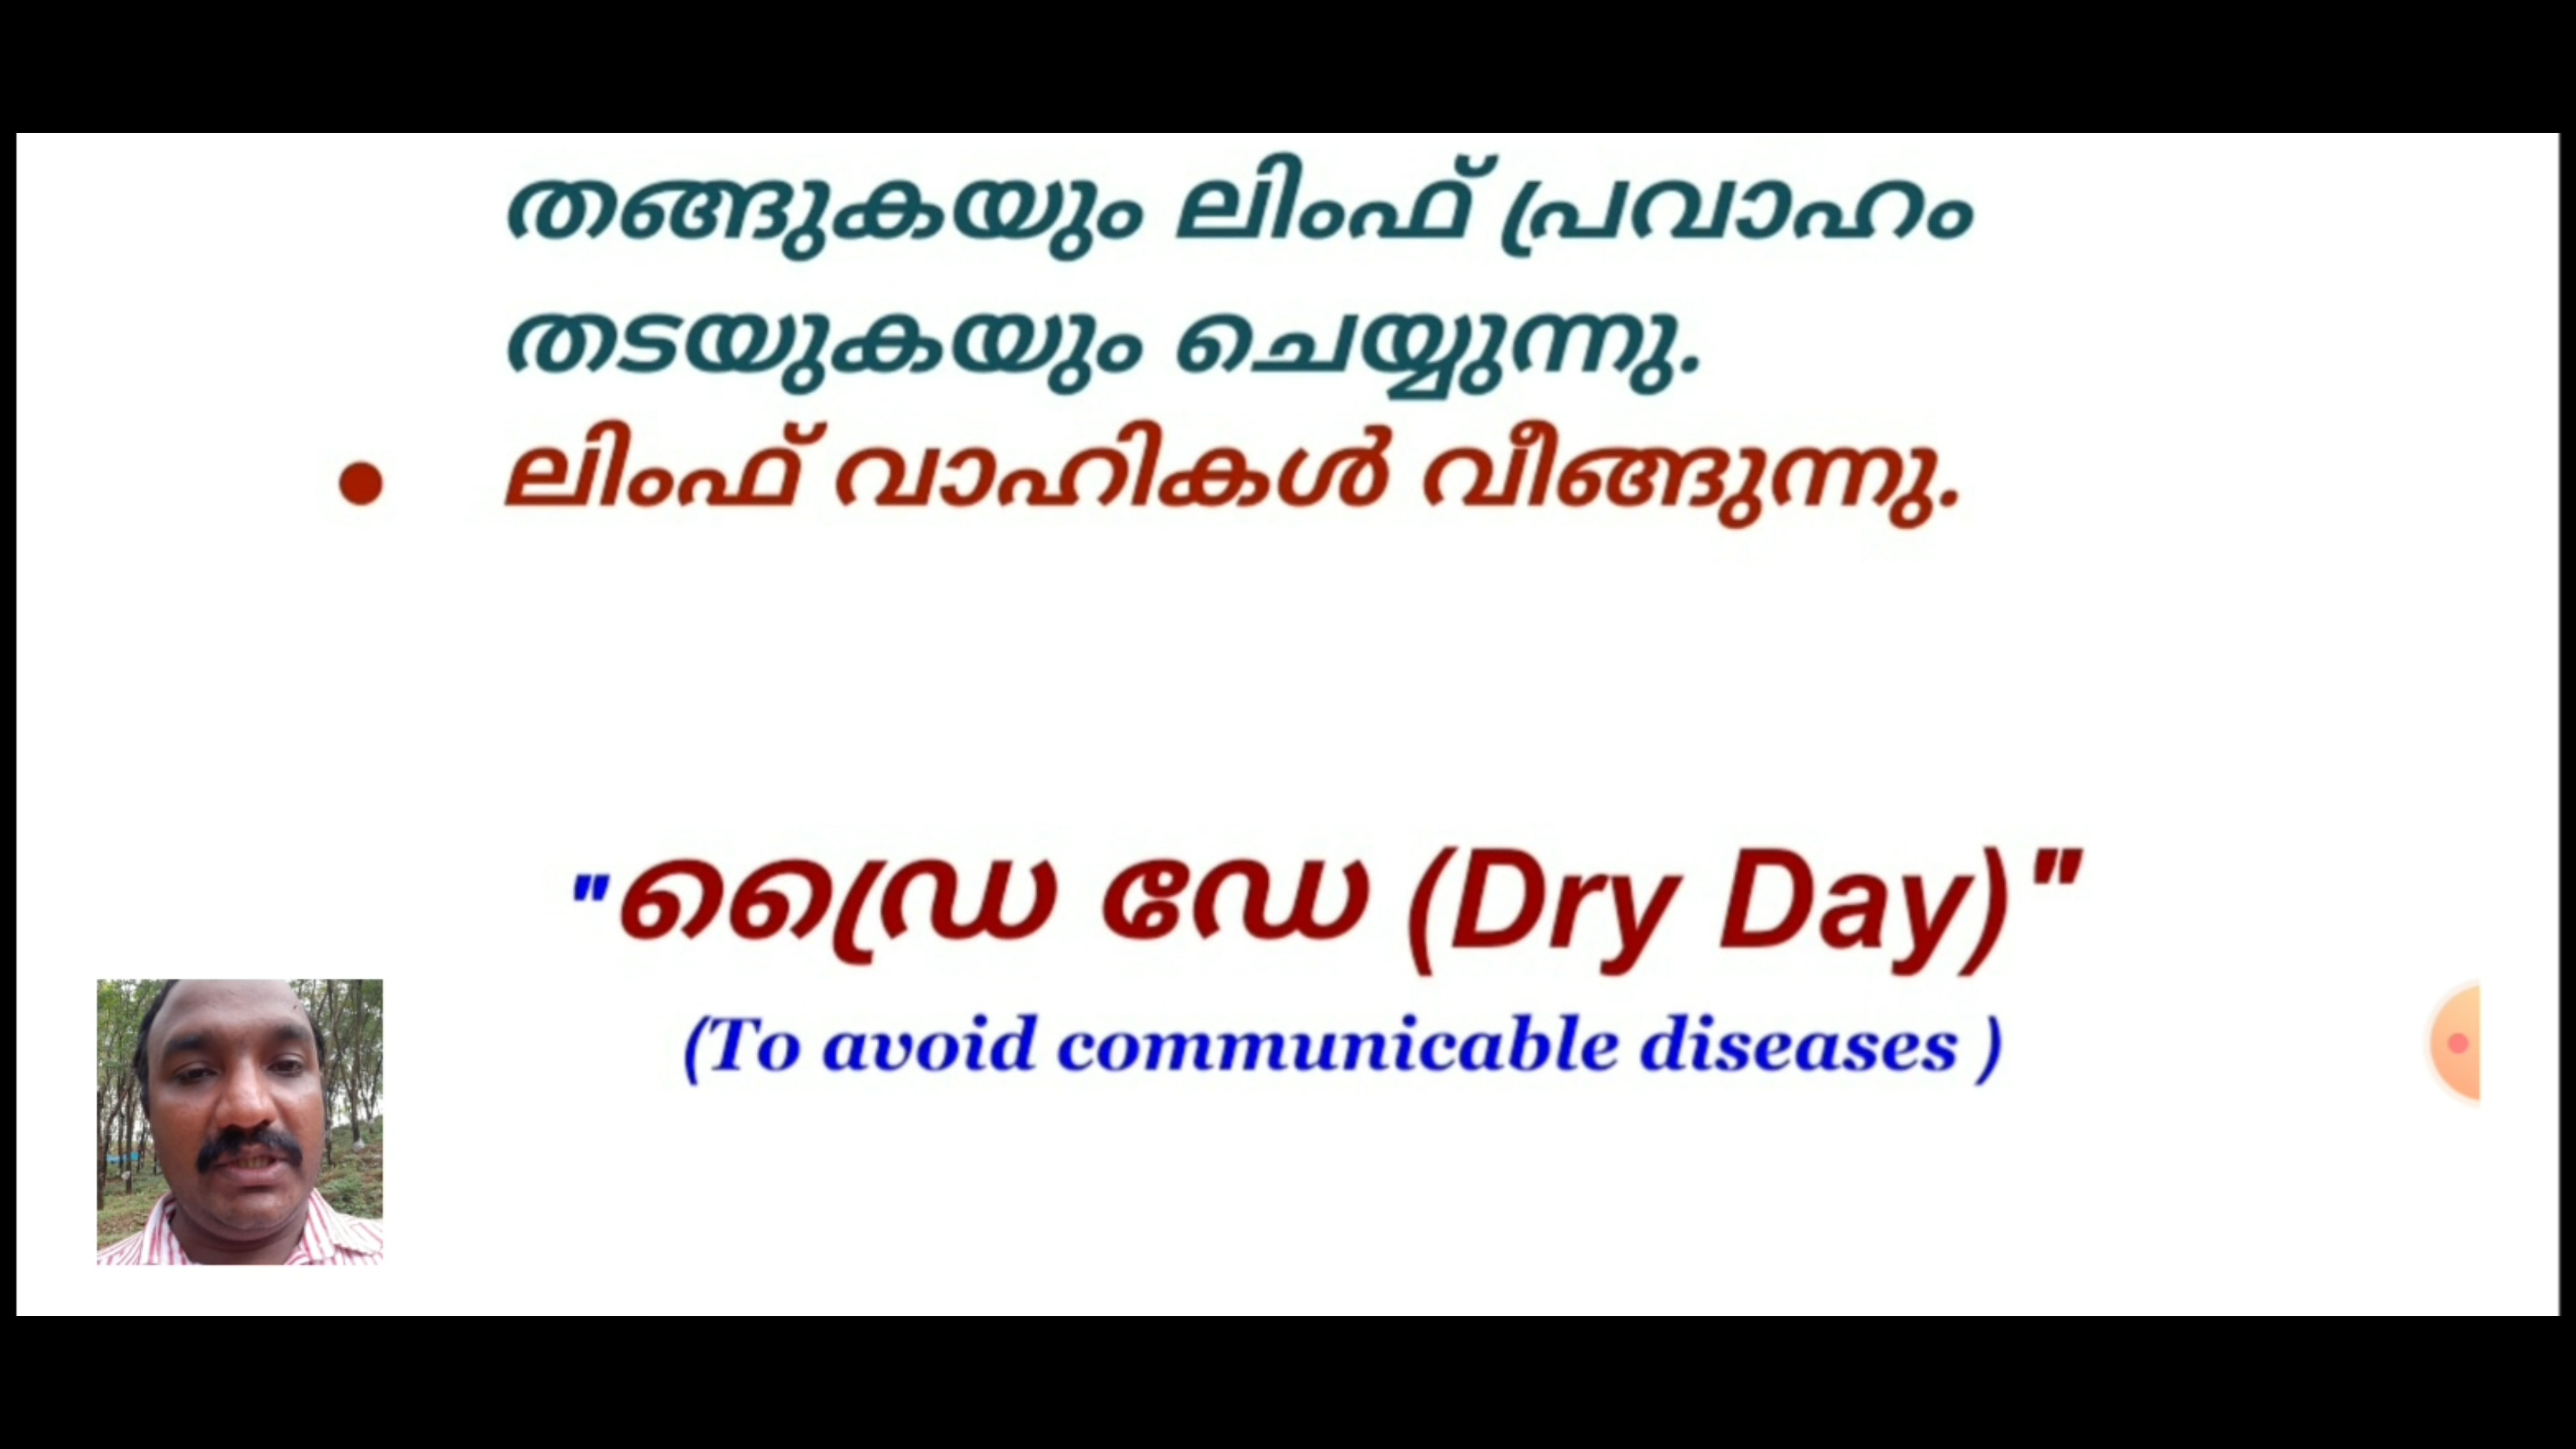 തങ്ങുകയും ലിംഫ് പ്രവാഹം
തടയുകയും ചെയ്യുന്നു.
• ലിംഫ് വാഹികൾ വീങ്ങുന്നു.
"ഡ്രൈ ഡേ (Dry Day)"
(To avoid communicable diseases )